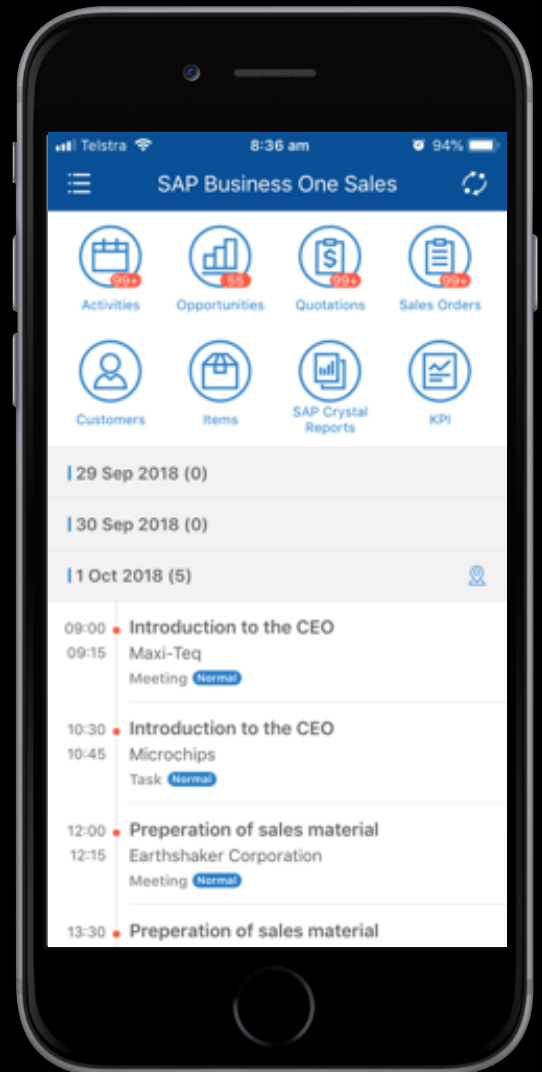 Telstra 8:36 am 94%
SAP Business One Sales
99+ 55 99+ 99+
Activities Opportunities Quotations Sales Orders
Customers Items SAP Crystal Reports KPI
29 Sep 2018 (0)
30 Sep 2018 (0)
1 Oct 2018 (5)
09:00 Introduction to the CEO
09:15 Maxi-Teq
Meeting Normal
10:30 Introduction to the CEO
10:45 Microchips
Task Normal
12:00 Preperation of sales material
12:15 Earthshaker Corporation
Meeting Normal
13:30 Preperation of sales material